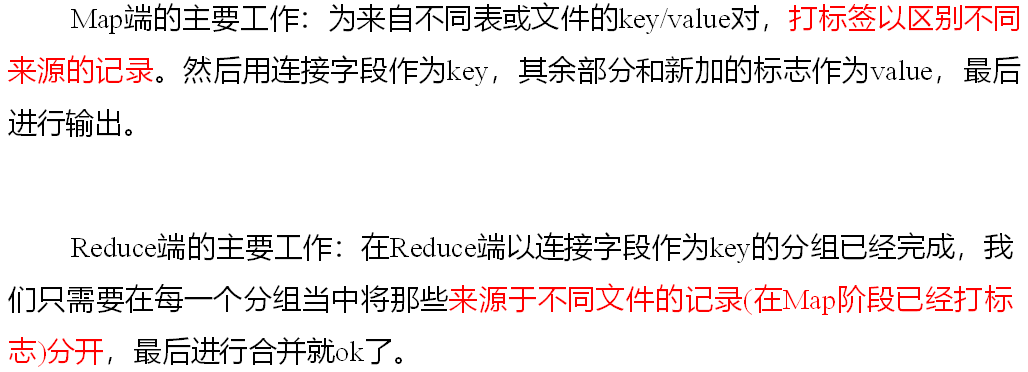 Map端的主要工作：为来自不同表或文件的key/value对，打标签以区别不同
来源的记录。然后用连接字段作为key，其余部分和新加的标志作为value，最后
进行输出。
Reduce端的主要工作：在Reduce端以连接字段作为key的分组已经完成，我
们只需要在每一个分组当中将那些来源于不同文件的记录(在Map阶段已经打标
志)分开，最后进行合并就ok了。